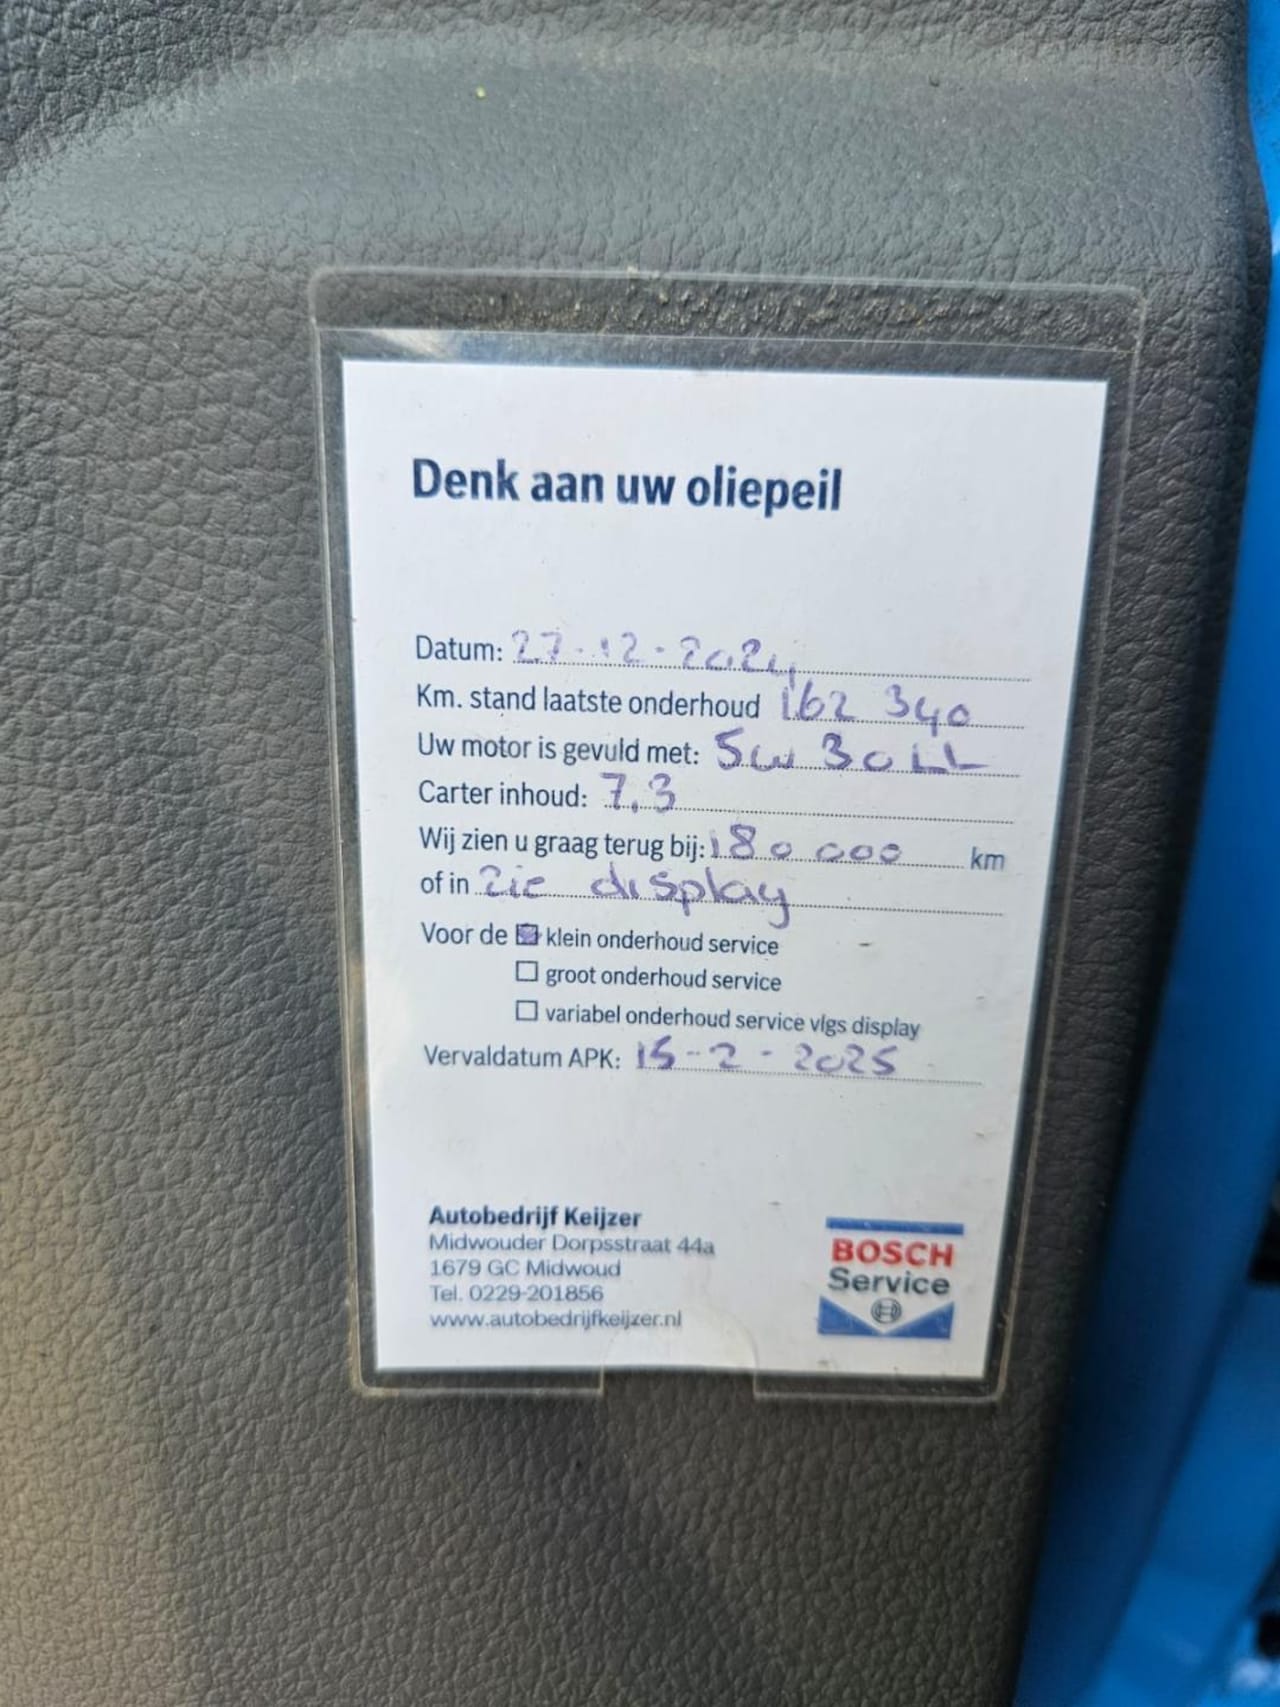 Denk aan uw oliepeil
Datum: 27-12-2024
Km. stand laatste onderhoud 162 340
Uw motor is gevuld met: 5w 30 LL
Carter inhoud: 7.3
Wij zien u graag terug bij: 180 000 km
of in zie display
Voor de klein onderhoud service
groot onderhoud service
variabel onderhoud service vlgs display
Vervaldatum APK: 15-2-2025
Autobedrijf Keijzer
Midwouder Dorpsstraat 44a
1679 GC Midwoud
Tel. 0229-201856
www.autobedrijfkeijzer.nl
BOSCH
Service